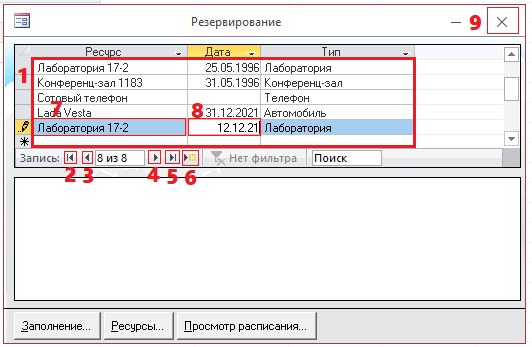 Резервирование 9
Ресурс Дата Тип
1 Лаборатория 17-2 25.05.1996 Лаборатория
Конференц-зал 1183 31.05.1996 Конференц-зал
Сотовый телефон Телефон
7 8
Lada Vesta 31.12.2021 Автомобиль
Лаборатория 17-2 12.12.21 Лаборатория
Запись: 8 из 8 Нет фильтра Поиск
2 3 4 5 6
Заполнение... Ресурсы... Просмотр расписания...